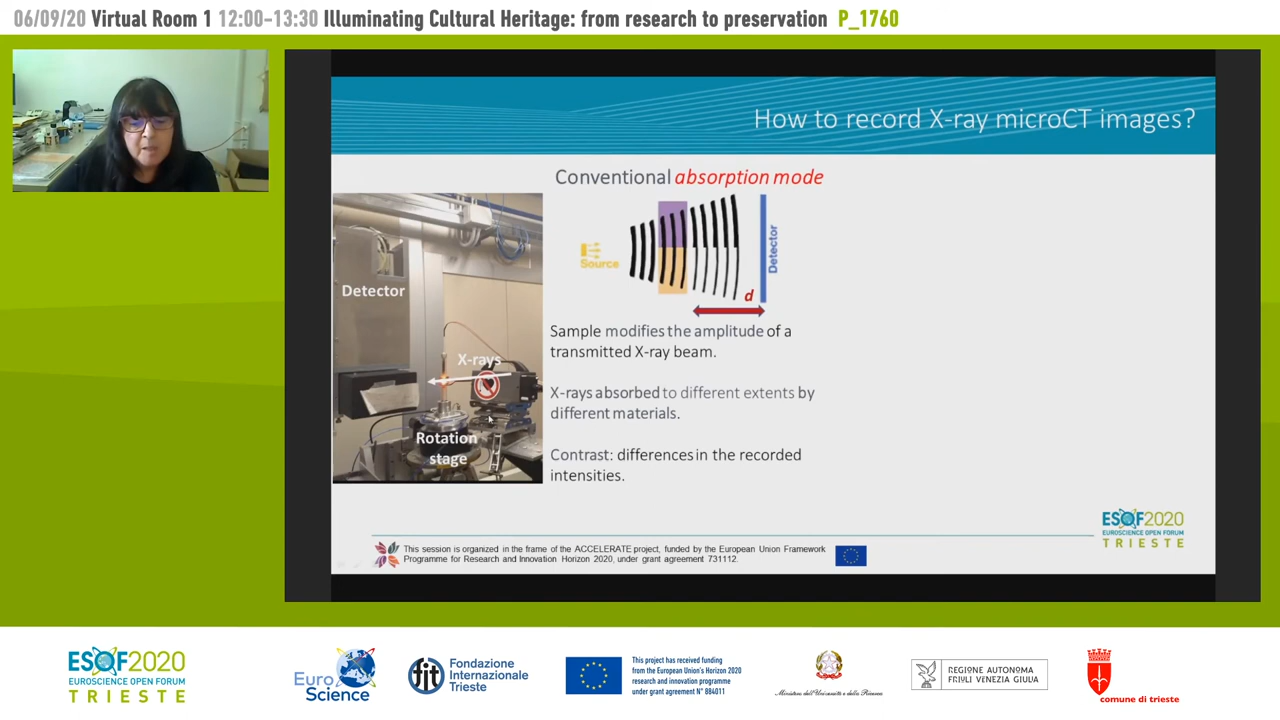 06/09/20 Virtual Room 1 12:00-13:30 Illuminating Cultural Heritage: from research to preservation P_1760
How to record X-ray microCT images?
Conventional absorption mode
Source
Detector
d
Detector
X-rays
Rotation
stage
Sample modifies the amplitude of a
transmitted X-ray beam.
X-rays absorbed to different extents by
different materials.
Contrast: differences in the recorded
intensities.
ESOF2020
EUROSCIENCE OPEN FORUM
TRIESTE
This session is organized in the frame of the ACCELERATE project, funded by the European Union Framework
Programme for Research and Innovation Horizon 2020, under grant agreement 731112.
ESOF2020
EUROSCIENCE OPEN FORUM
TRIESTE
Euro
Science
fit
Fondazione
Internazionale
Trieste
This project has received funding
from the European Union's Horizon 2020
research and innovation programme
under grant agreement N° 884011
Ministero dell'Università e della Ricerca
REGIONE AUTONOMA
FRIULI VENEZIA GIULIA
comune di trieste